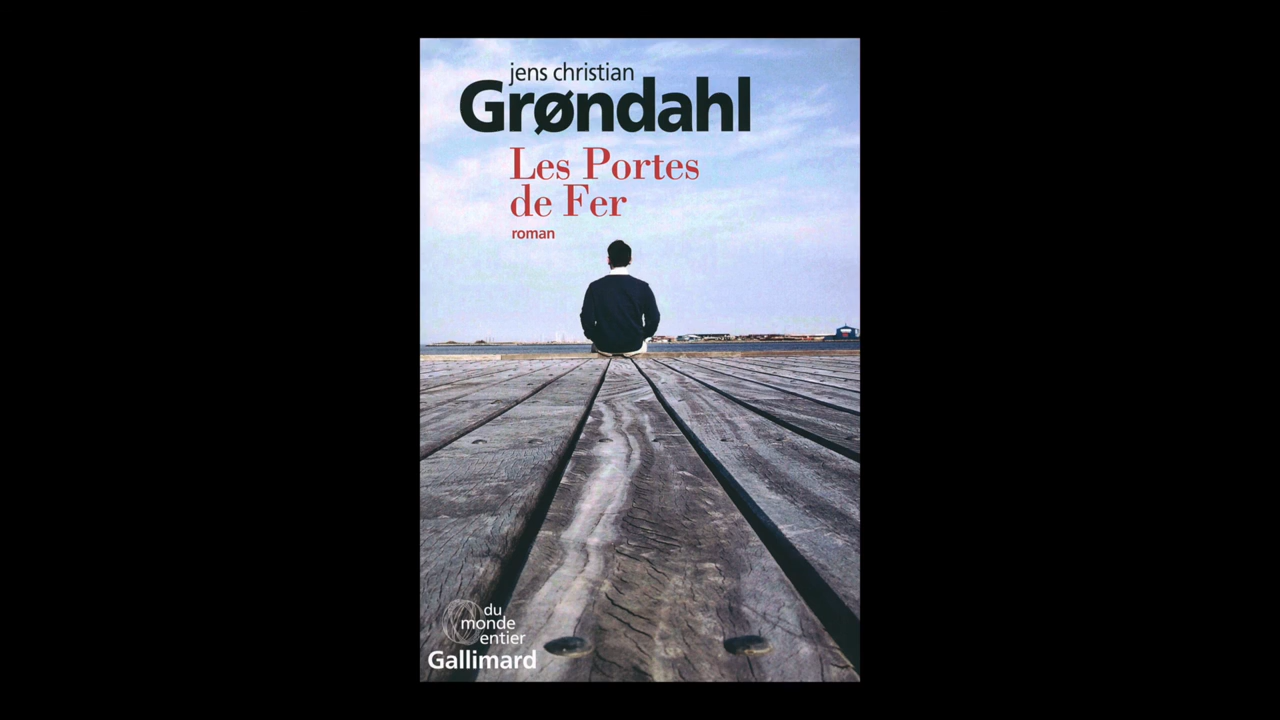 jens christian
Grøndahl
Les Portes
de Fer
roman
du
monde
entier
Gallimard